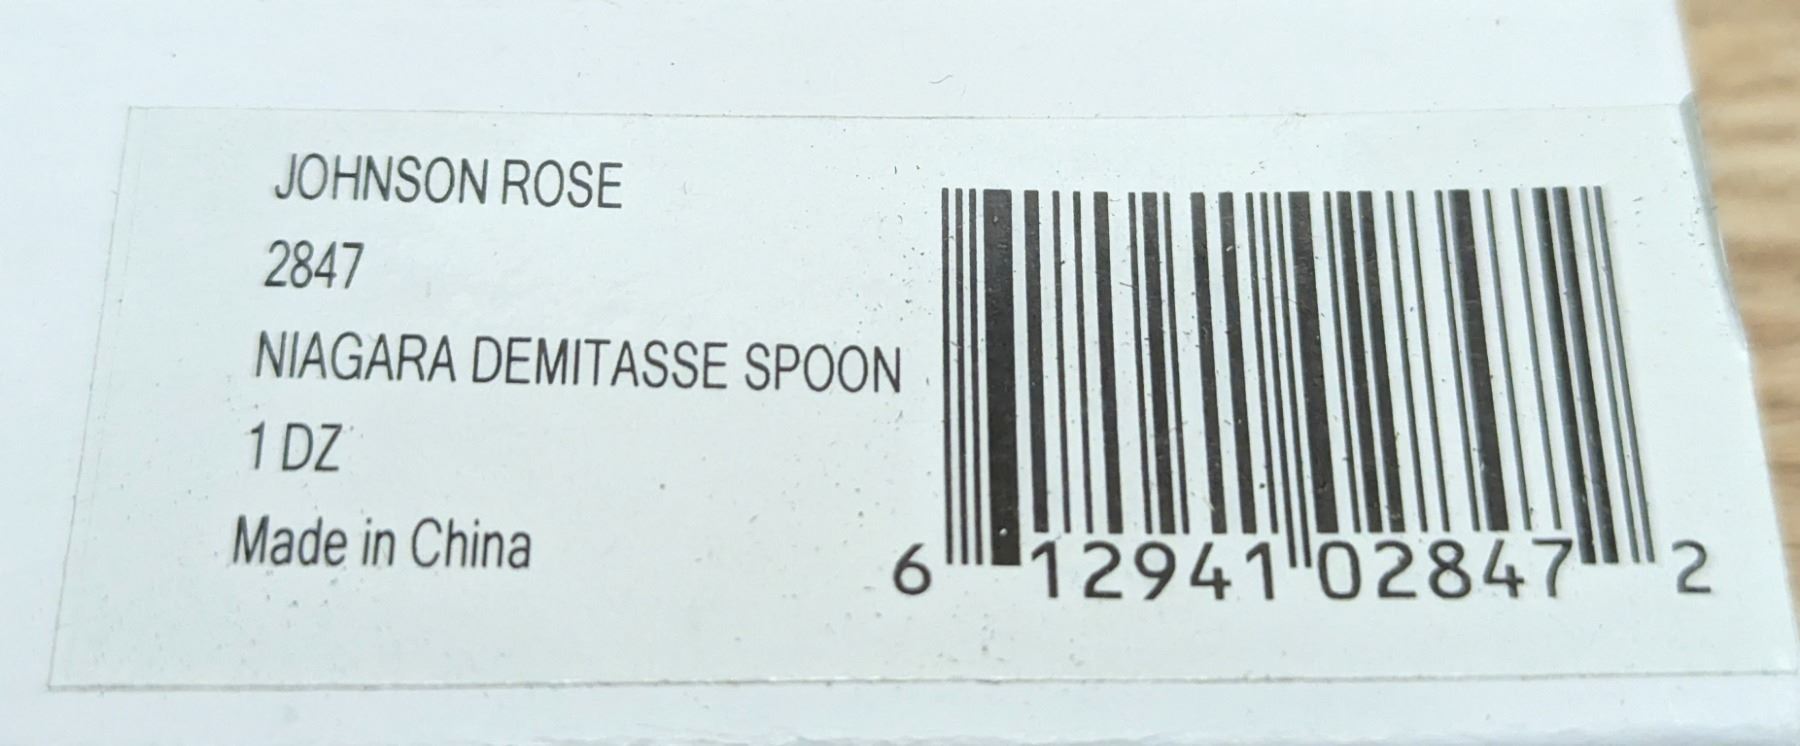 JOHNSON ROSE
2847
NIAGARA DEMITASSE SPOON
1 DZ
Made in China
6 12941 02847 2